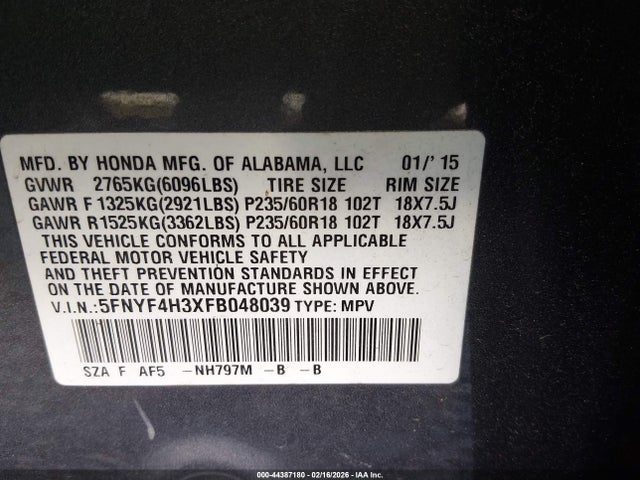 MFD. BY HONDA MFG. OF ALABAMA, LLC 01/' 15
GVWR 2765KG(6096LBS) TIRE SIZE RIM SIZE
GAWR F 1325KG(2921LBS) P235/60R18 102T 18X7.5J
GAWR R1525KG(3362LBS) P235/60R18 102T 18X7.5J
THIS VEHICLE CONFORMS TO ALL APPLICABLE
FEDERAL MOTOR VEHICLE SAFETY
AND THEFT PREVENTION STANDARDS IN EFFECT
ON THE DATE OF MANUFACTURE SHOWN ABOVE.
V.I.N.:5FNYF4H3XFB048039 TYPE: MPV
SZA F AF5 -NH797M -B -B
000-44387180 - 02/16/2026 - IAA Inc.